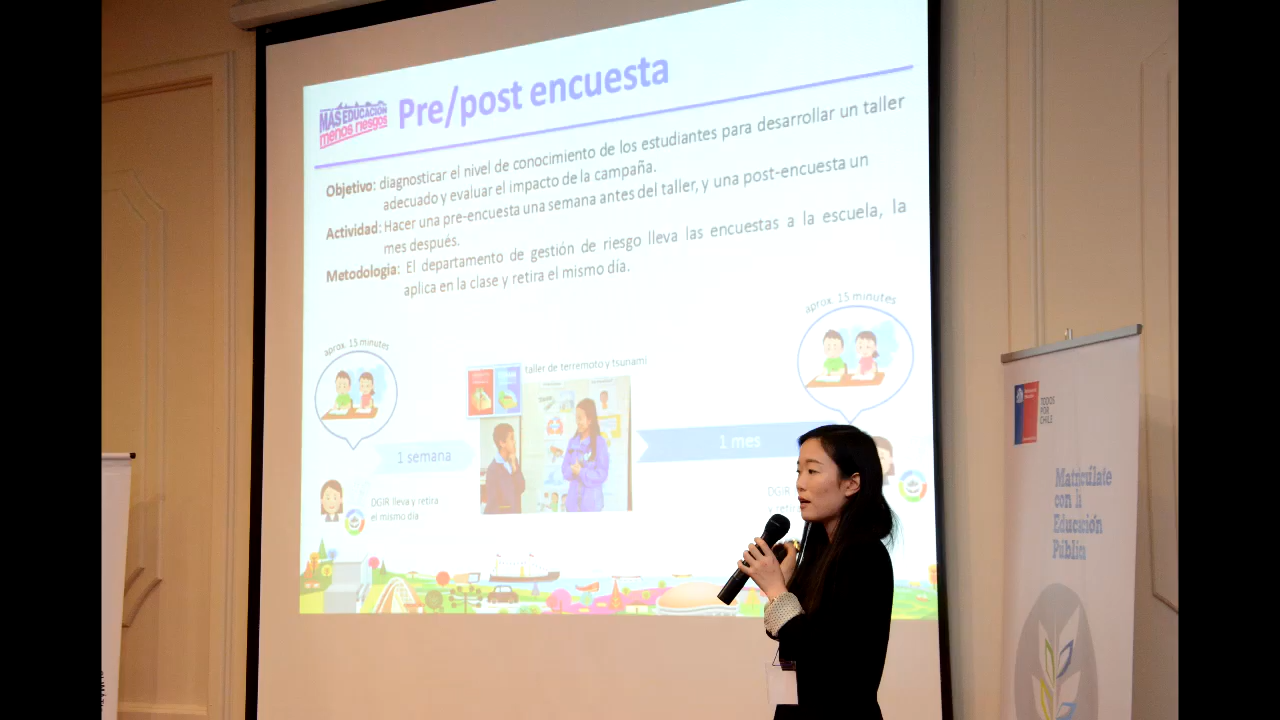 MÁS EDUCACIÓN
menos riesgos
Pre/post encuesta
Objetivo: diagnosticar el nivel de conocimiento de los estudiantes para desarrollar un taller
adecuado y evaluar el impacto de la campaña.
Actividad: Hacer una pre-encuesta una semana antes del taller, y una post-encuesta un
mes después.
Metodología: El departamento de gestión de riesgo lleva las encuestas a la escuela, la
aplica en la clase y retira el mismo día.
aprox. 15 minutes
aprox. 15 minutes
taller de terremoto y tsunami
1 semana
1 mes
DGIR lleva y retira
el mismo día
DGIR
y retira
TODOS
POR
CHILE
Matricúlate
con la
Educación
Pública